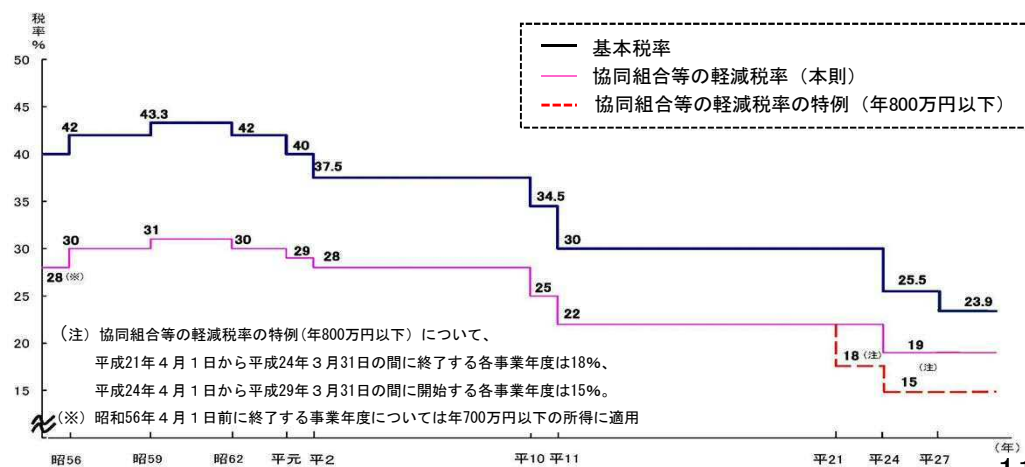 税率%
基本税率
協同組合等の軽減税率（本則）
協同組合等の軽減税率の特例（年800万円以下）
50
45
40
35
30
25
20
15
42
43.3
42
40
37.5
34.5
30
25.5
23.9
28（※）
30
31
30
29
28
25
22
19
18（注）
15
（注）
（注）協同組合等の軽減税率の特例（年800万円以下）について、
平成21年４月１日から平成24年３月31日の間に終了する各事業年度は18％、
平成24年４月１日から平成29年３月31日の間に開始する各事業年度は15％。
（※）昭和56年４月１日前に終了する事業年度については年700万円以下の所得に適用
昭56 昭59 昭62 平元 平2 平10 平11 平21 平24 平27
（年）